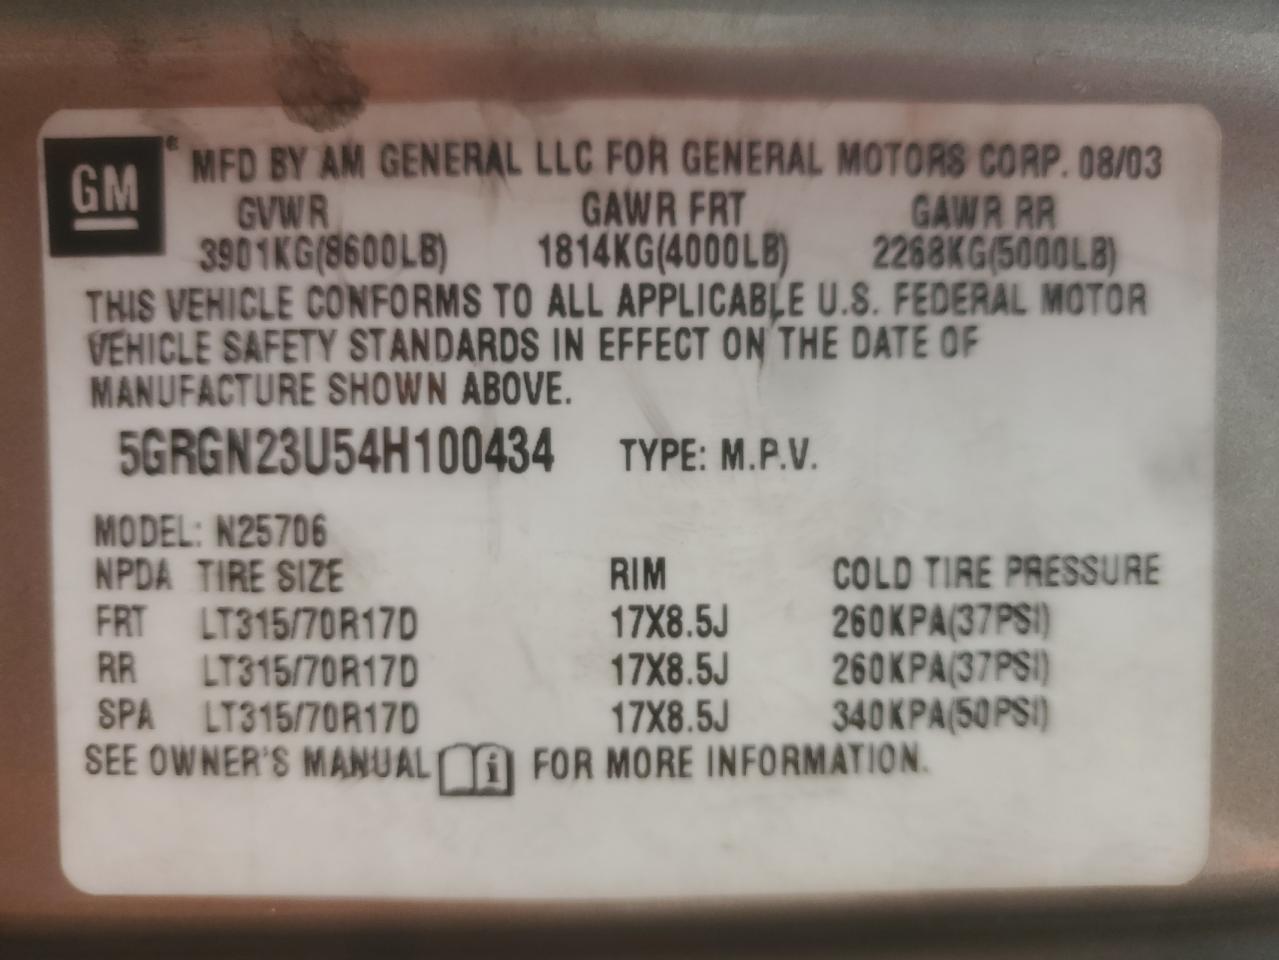 GM® MFD BY AM GENERAL LLC FOR GENERAL MOTORS CORP. 08/03
GVWR GAWR FRT GAWR RR
3901KG(8600LB) 1814KG(4000LB) 2268KG(5000LB)
THIS VEHICLE CONFORMS TO ALL APPLICABLE U.S. FEDERAL MOTOR
VEHICLE SAFETY STANDARDS IN EFFECT ON THE DATE OF
MANUFACTURE SHOWN ABOVE.
5GRGN23U54H100434 TYPE: M.P.V.
MODEL: N25706
NPDA TIRE SIZE RIM COLD TIRE PRESSURE
FRT LT315/70R17D 17X8.5J 260KPA(37PSI)
RR LT315/70R17D 17X8.5J 260KPA(37PSI)
SPA LT315/70R17D 17X8.5J 340KPA(50PSI)
SEE OWNER'S MANUAL i FOR MORE INFORMATION.